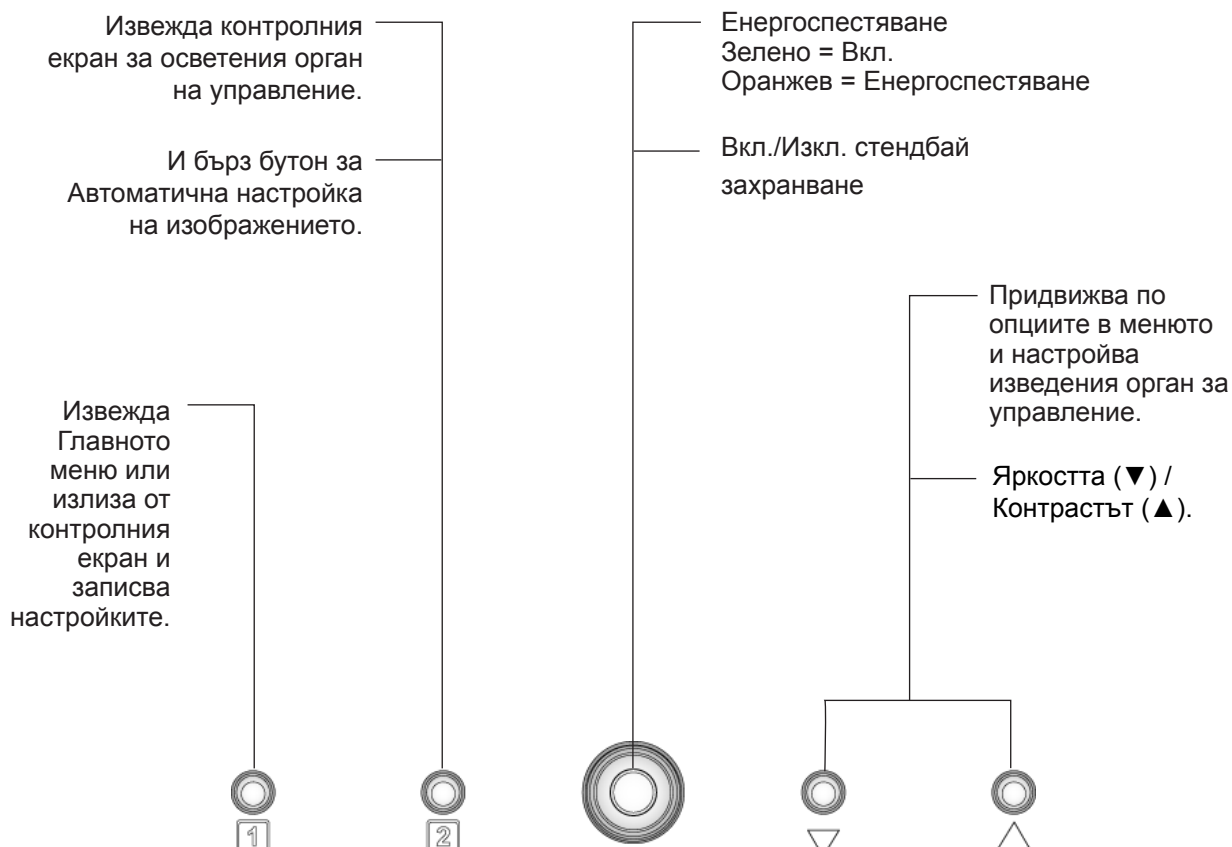 Извежда контролния
екран за осветения орган
на управление.
И бърз бутон за
Автоматична настройка
на изображението.
Енергоспестяване
Зелено = Вкл.
Оранжев = Енергоспестяване
Вкл./Изкл. стендбай
захранване
Придвижва по
опциите в менюто
и настройва
изведения орган за
управление.
Яркостта (▼) /
Контрастът (▲).
Извежда
Главното
меню или
излиза от
контролния
екран и
записва
настройките.
1
2